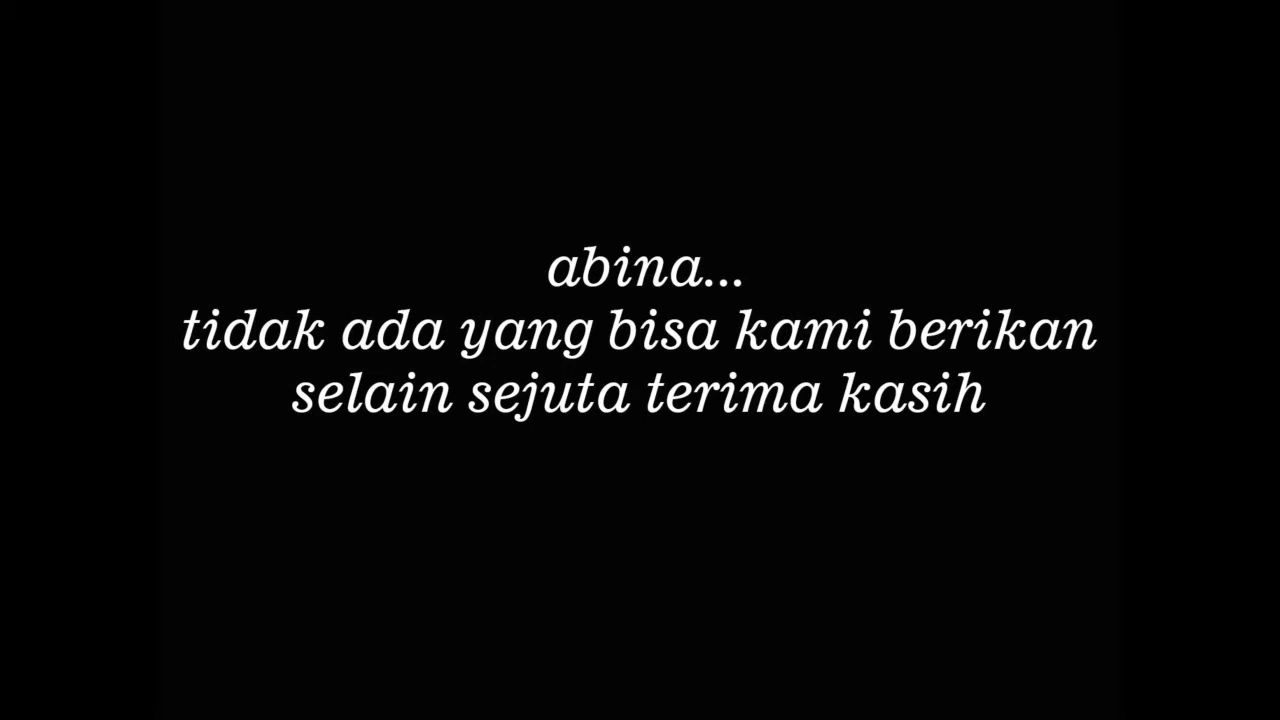 abina...
tidak ada yang bisa kami berikan
selain sejuta terima kasih